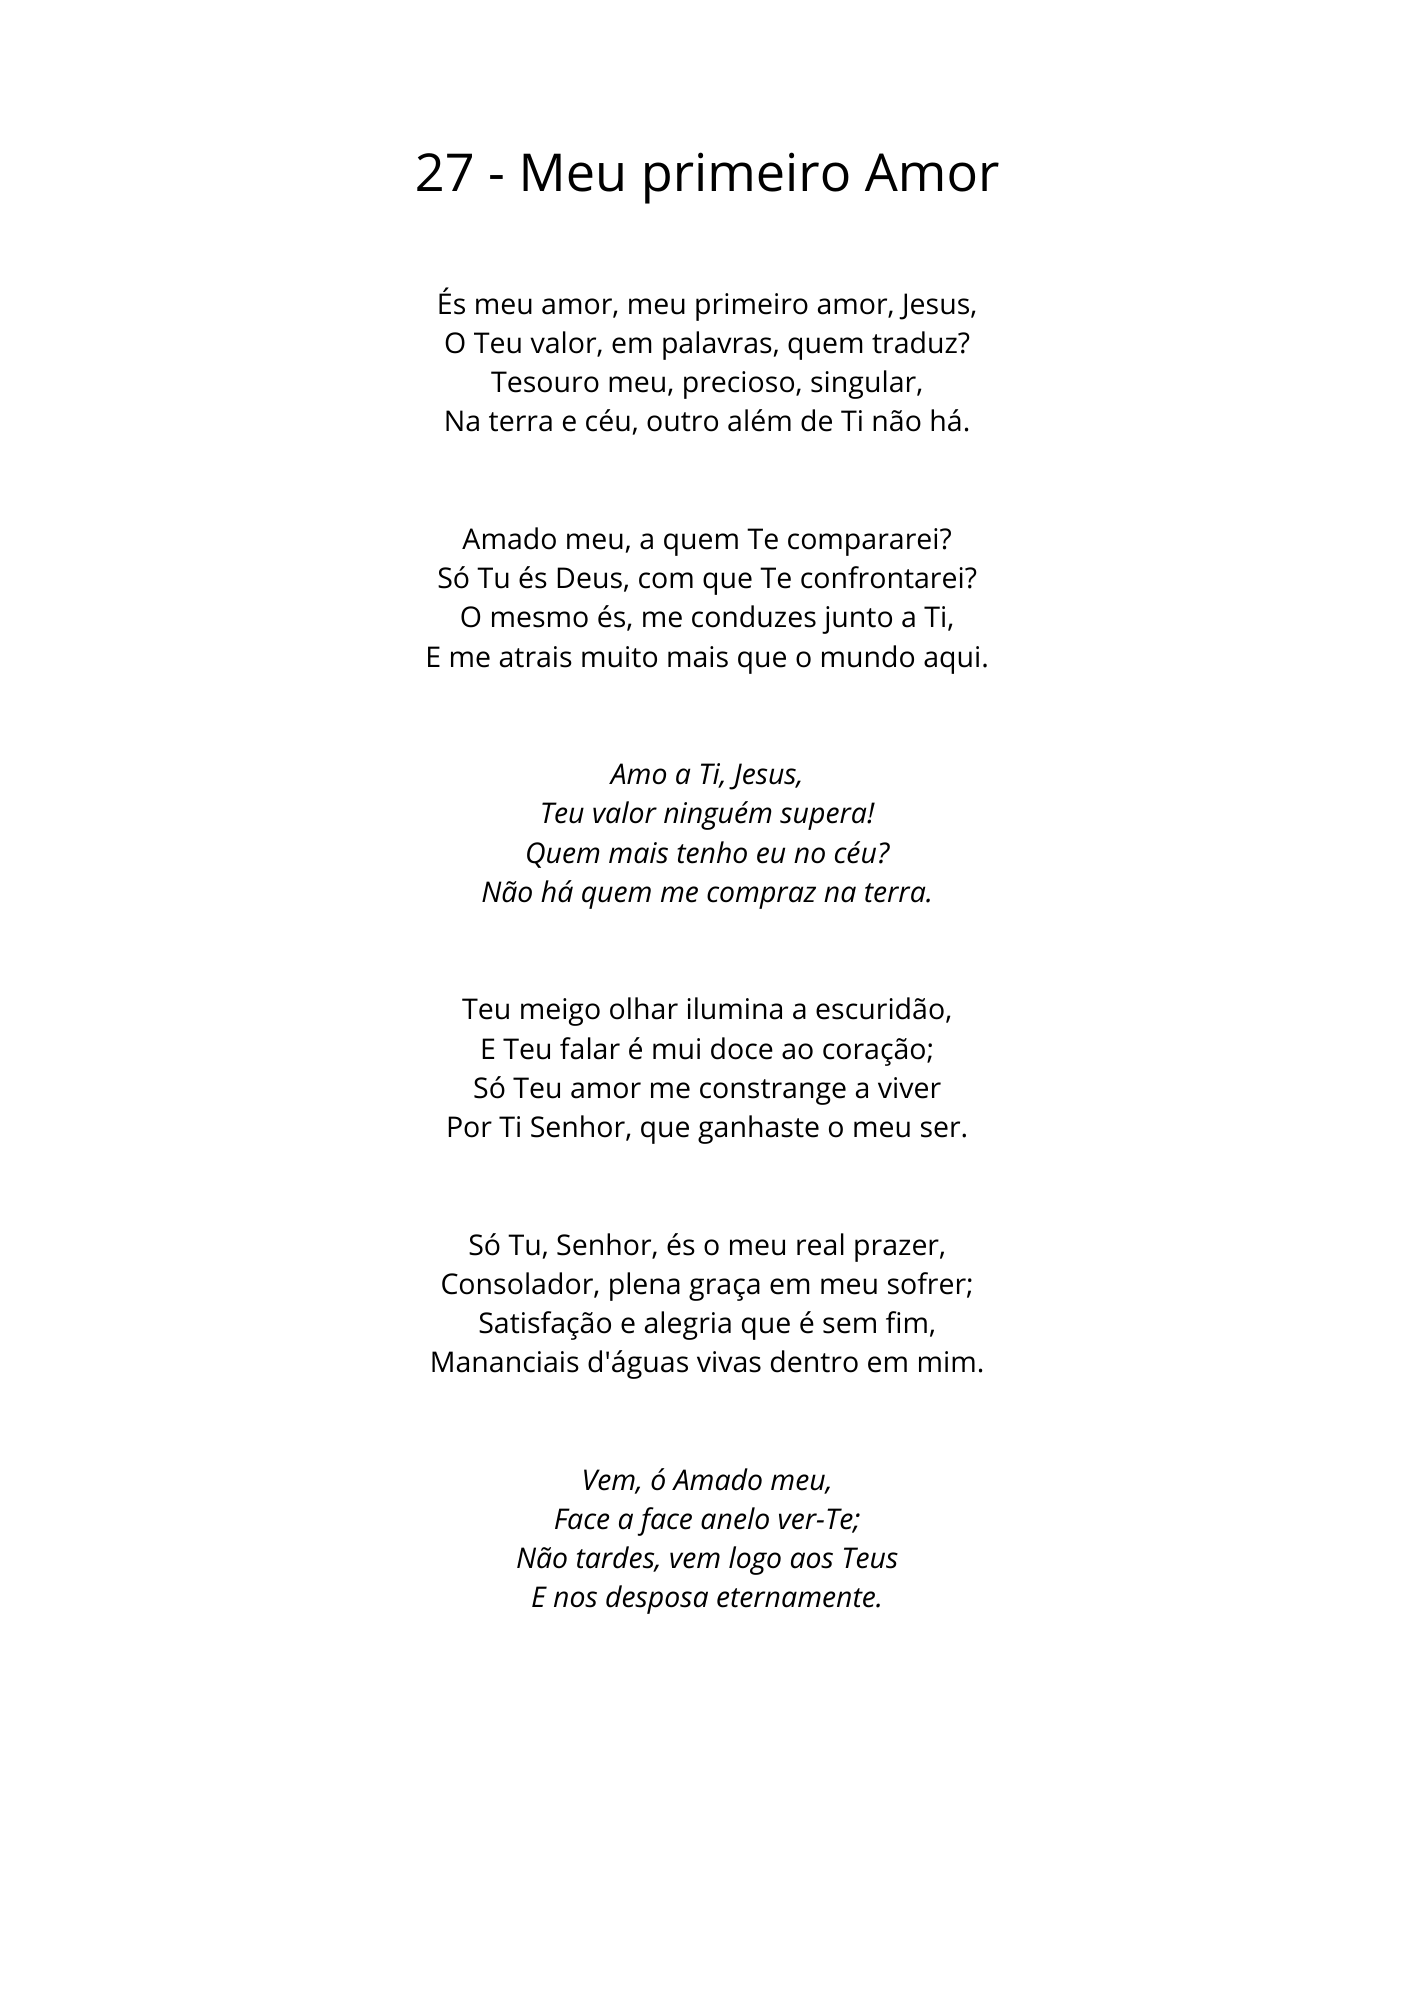 27 - Meu primeiro Amor
És meu amor, meu primeiro amor, Jesus,
O Teu valor, em palavras, quem traduz?
Tesouro meu, precioso, singular,
Na terra e céu, outro além de Ti não há.
Amado meu, a quem Te compararei?
Só Tu és Deus, com que Te confrontarei?
O mesmo és, me conduzes junto a Ti,
E me atrais muito mais que o mundo aqui.
Amo a Ti, Jesus,
Teu valor ninguém supera!
Quem mais tenho eu no céu?
Não há quem me compraz na terra.
Teu meigo olhar ilumina a escuridão,
E Teu falar é mui doce ao coração;
Só Teu amor me constrange a viver
Por Ti Senhor, que ganhaste o meu ser.
Só Tu, Senhor, és o meu real prazer,
Consolador, plena graça em meu sofrer;
Satisfação e alegria que é sem fim,
Mananciais d'águas vivas dentro em mim.
Vem, ó Amado meu,
Face a face anelo ver-Te;
Não tardes, vem logo aos Teus
E nos desposa eternamente.